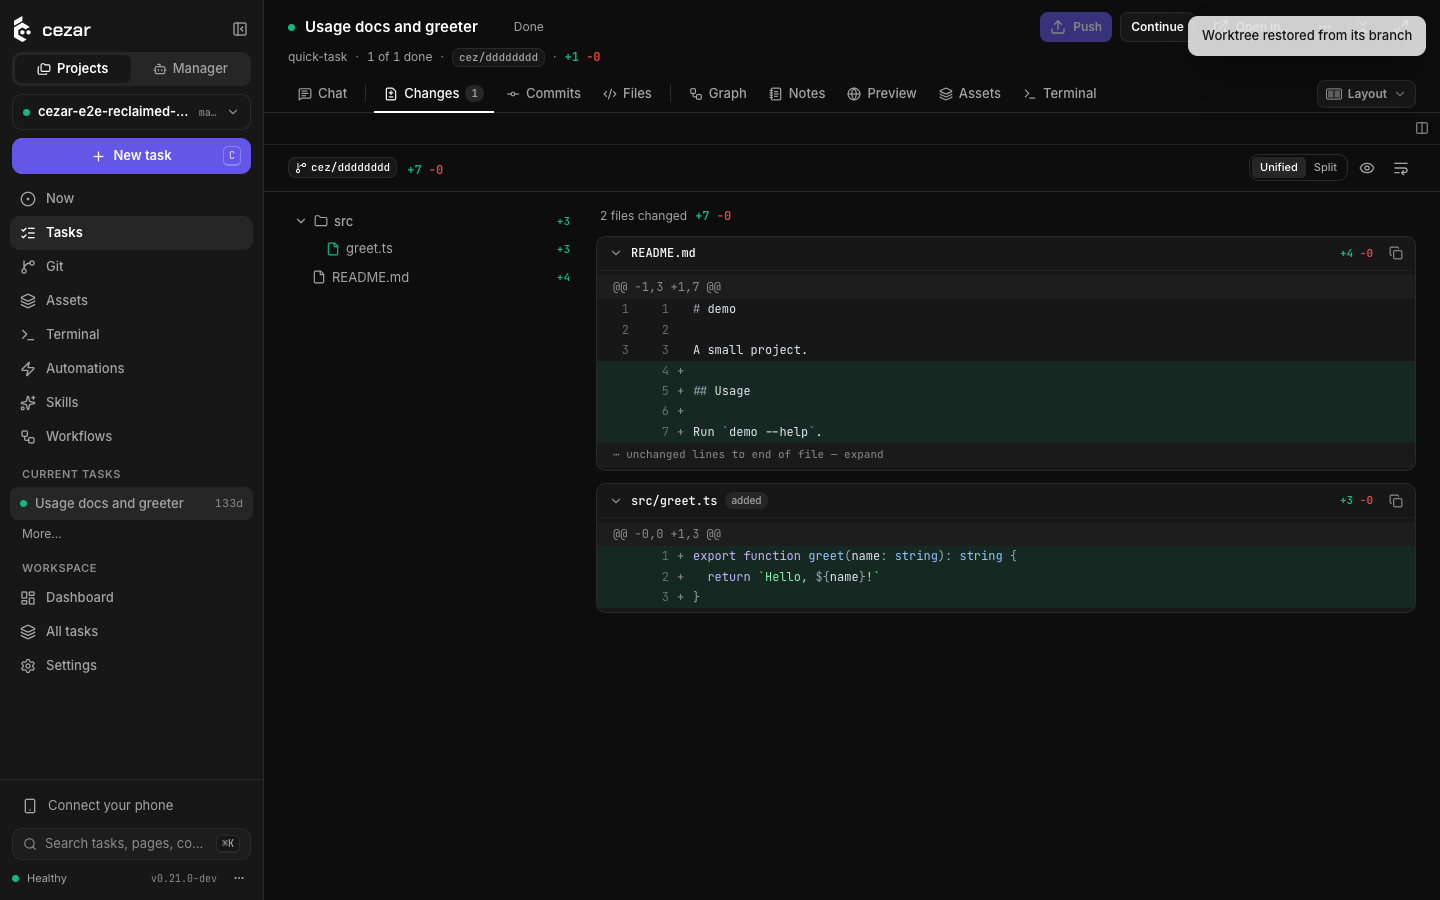 cezar
Projects
Manager
cezar-e2e-reclaimed-... ma...
New task C
Now
Tasks
Git
Assets
Terminal
Automations
Skills
Workflows
CURRENT TASKS
Usage docs and greeter 133d
More...
WORKSPACE
Dashboard
All tasks
Settings
Connect your phone
Search tasks, pages, co... ⌘K
Healthy v0.21.0-dev ...
Usage docs and greeter Done
Push Continue Open in
Worktree restored from its branch
quick-task · 1 of 1 done · cez/dddddddd · +1 -0
Chat Changes 1 Commits Files Graph Notes Preview Assets Terminal Layout
cez/dddddddd +7 -0 Unified Split
src +3
greet.ts +3
README.md +4
2 files changed +7 -0
README.md +4 -0
@@ -1,3 +1,7 @@
1 1 # demo
2 2
3 3 A small project.
4 +
5 + ## Usage
6 +
7 + Run `demo --help`.
⋯ unchanged lines to end of file — expand
src/greet.ts added +3 -0
@@ -0,0 +1,3 @@
1 + export function greet(name: string): string {
2 + return `Hello, ${name}!`
3 + }